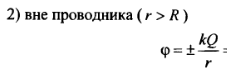 2) вне проводника ( r > R )
φ = ± kQ/r =